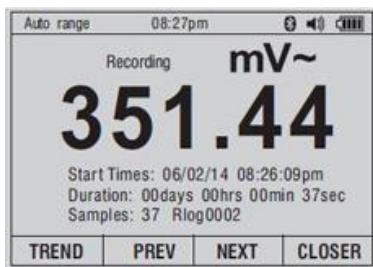 Auto range 08:27pm
Recording mV~
351.44
Start Times: 06/02/14 08:26:09pm
Duration: 00days 00hrs 00min 37sec
Samples: 37 Rlog0002
TREND PREV NEXT CLOSER